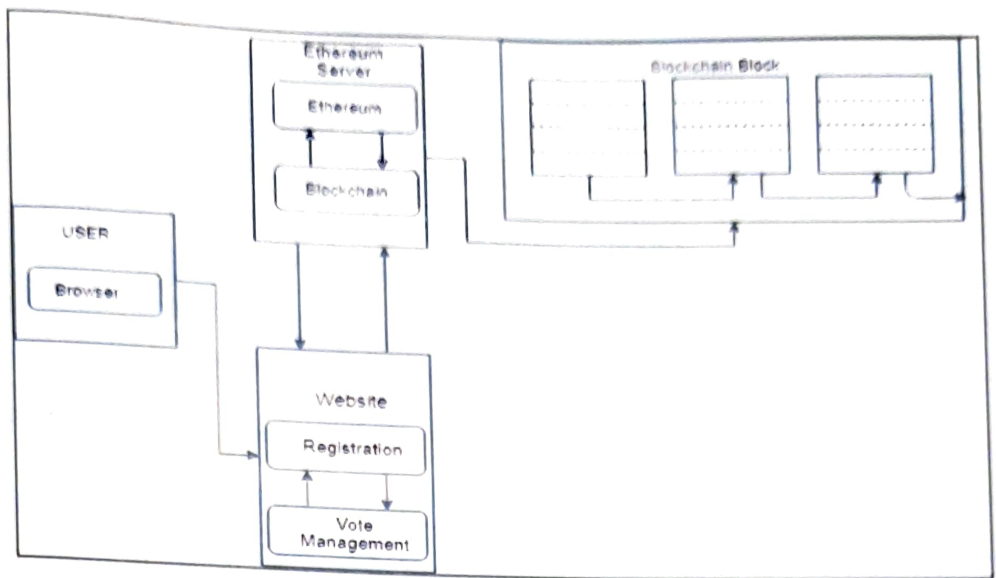 Ethereum
Server
Ethereum
Blockchain
Blockchain Block
USER
Browser
Website
Registration
Vote
Management